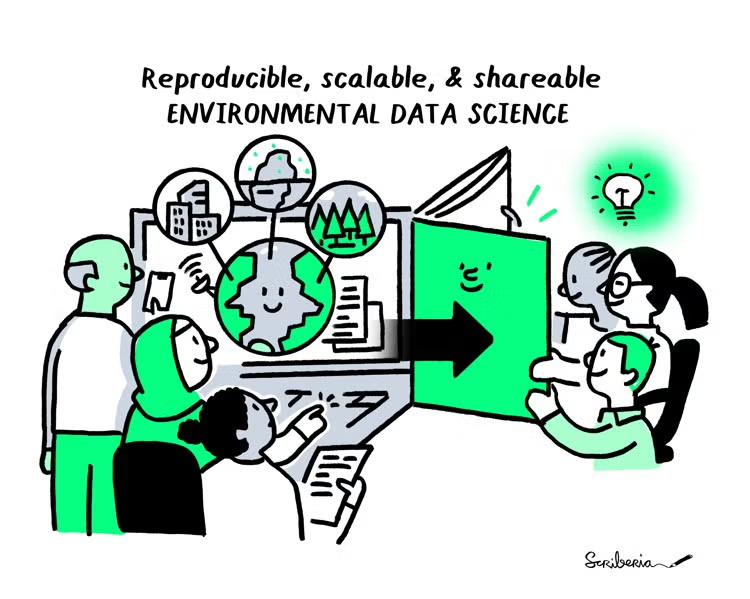 Reproducible, scalable, & shareable
ENVIRONMENTAL DATA SCIENCE
Scriberia